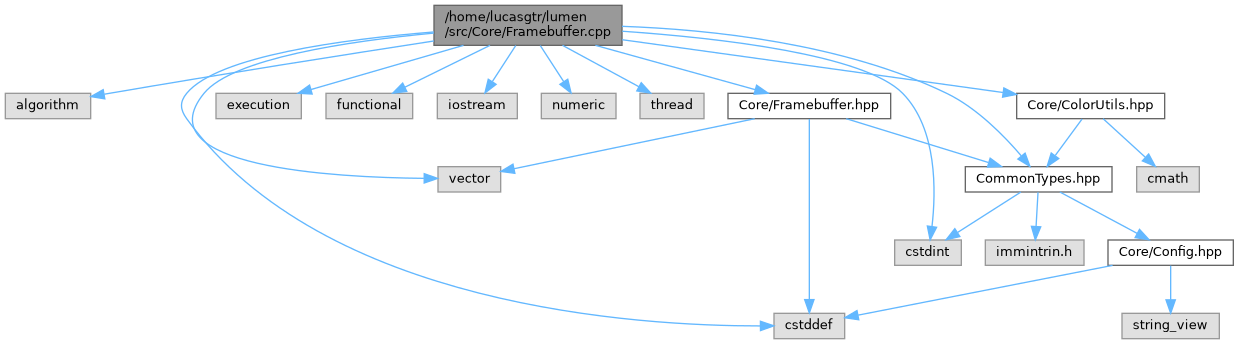 /home/lucasgtr/lumen
/src/Core/Framebuffer.cpp
algorithm
execution
functional
iostream
numeric
thread
Core/Framebuffer.hpp
Core/ColorUtils.hpp
vector
CommonTypes.hpp
cmath
cstdint
immintrin.h
Core/Config.hpp
cstddef
string_view